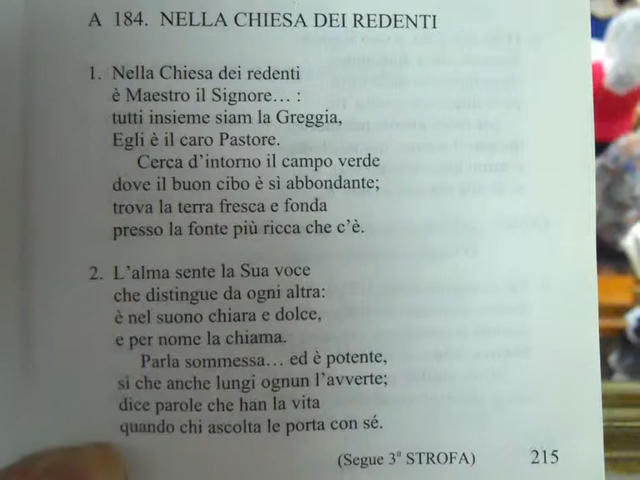 A 184. NELLA CHIESA DEI REDENTI
1. Nella Chiesa dei redenti
è Maestro il Signore... :
tutti insieme siam la Greggia,
Egli è il caro Pastore.
Cerca d'intorno il campo verde
dove il buon cibo è sì abbondante;
trova la terra fresca e fonda
presso la fonte più ricca che c'è.
2. L'alma sente la Sua voce
che distingue da ogni altra:
è nel suono chiara e dolce,
e per nome la chiama.
Parla sommessa... ed è potente,
sì che anche lungi ognun l'avverte;
dice parole che han la vita
quando chi ascolta le porta con sé.
(Segue 3ª STROFA) 215